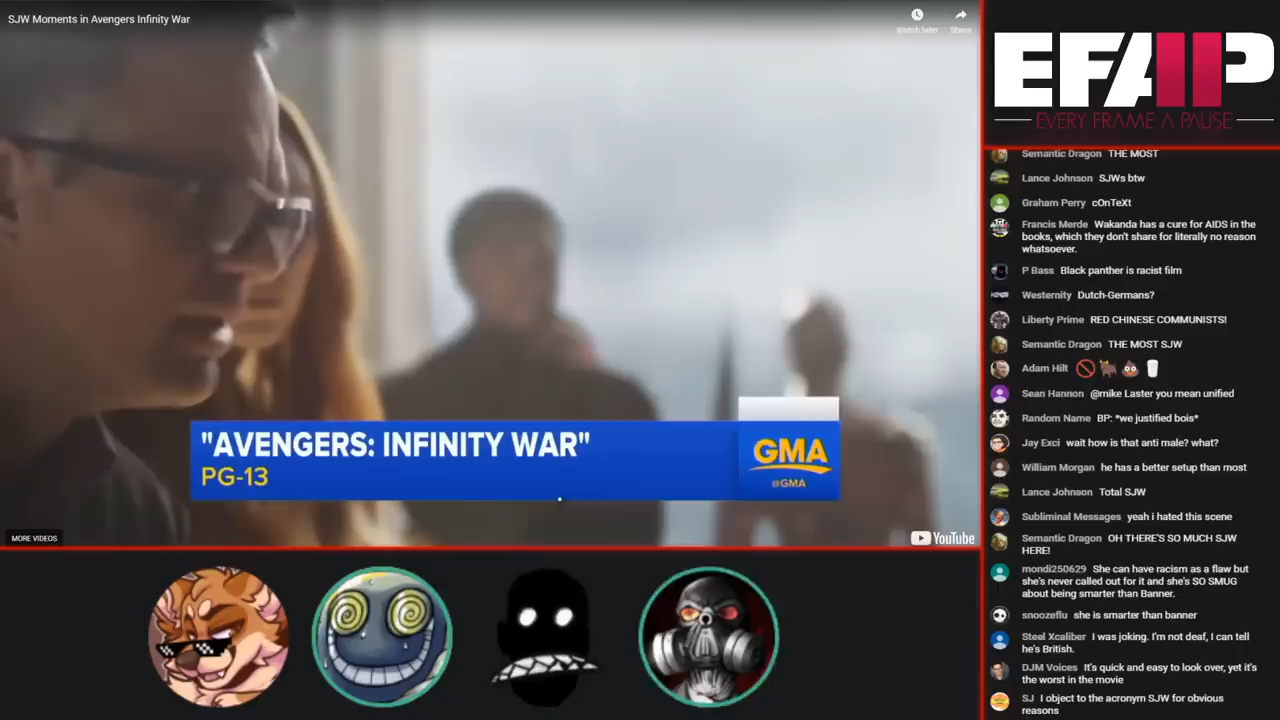 SJW Moments in Avengers Infinity War
Watch later
Share
"AVENGERS: INFINITY WAR"
PG-13
GMA
@GMA
MORE VIDEOS
YouTube
EFAP
EVERY FRAME A PAUSE
Semantic Dragon THE MOST
Lance Johnson SJWs btw
Graham Perry cOnTeXt
Francis Merde Wakanda has a cure for AIDS in the
books, which they don't share for literally no reason
whatsoever.
P Bass Black panther is racist film
Westernity Dutch-Germans?
Liberty Prime RED CHINESE COMMUNISTS!
Semantic Dragon THE MOST SJW
Adam Hilt 🚫🐂💩🥛
Sean Hannon @mike Laster you mean unified
Random Name BP: *we justified bois*
Jay Exci wait how is that anti male? what?
William Morgan he has a better setup than most
Lance Johnson Total SJW
Subliminal Messages yeah i hated this scene
Semantic Dragon OH THERE'S SO MUCH SJW
HERE!
mondi250629 She can have racism as a flaw but
she's never called out for it and she's SO SMUG
about being smarter than Banner.
snoozeflu she is smarter than banner
Steel Xcaliber I was joking. I'm not deaf, I can tell
he's British.
DJM Voices It's quick and easy to look over, yet it's
the worst in the movie
SJ I object to the acronym SJW for obvious
reasons